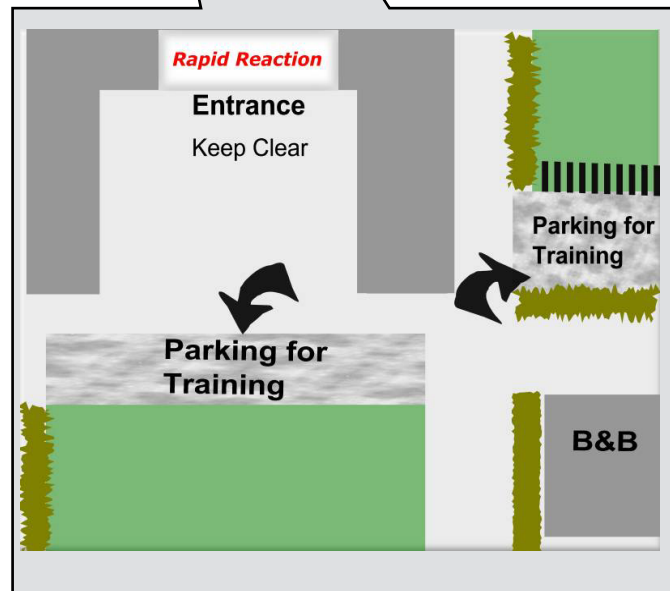 Rapid Reaction
Entrance
Keep Clear
Parking for
Training
Parking for
Training
B&B